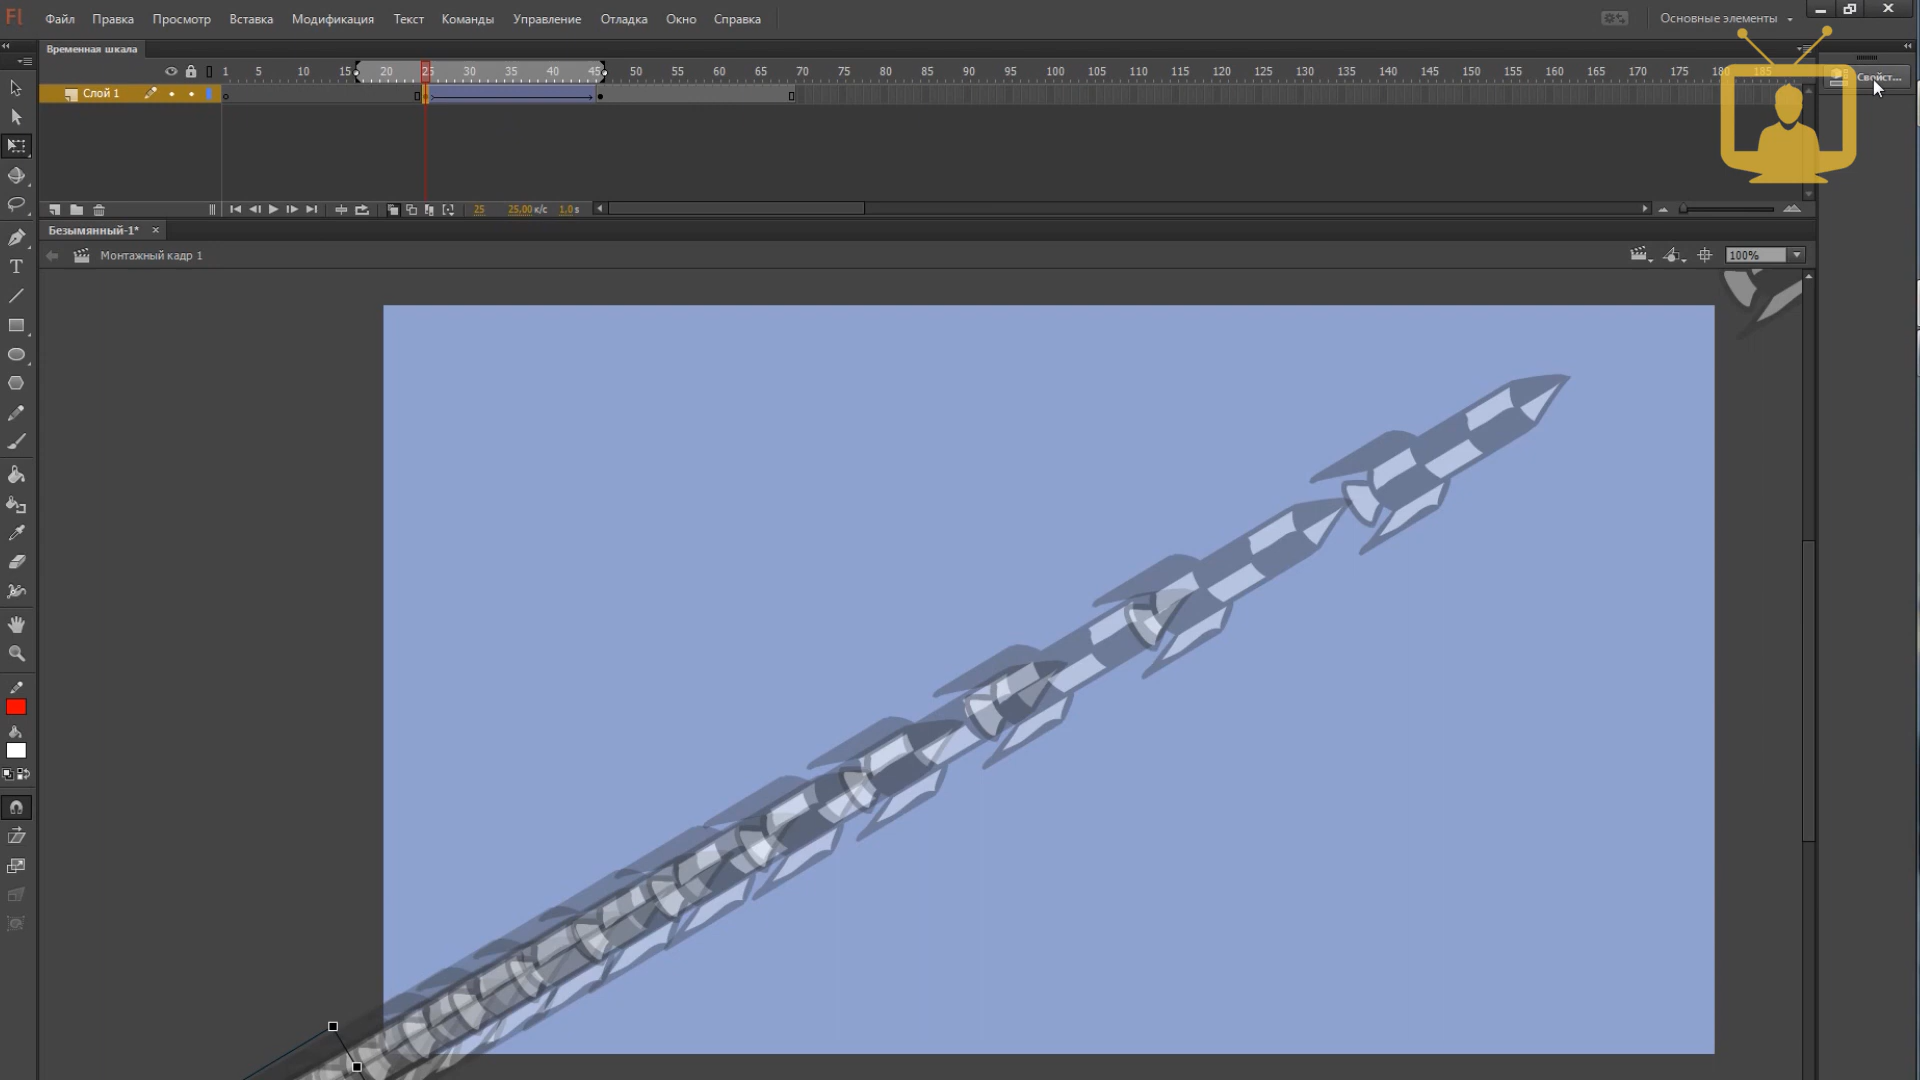 Fl Файл Правка Просмотр Вставка Модификация Текст Команды Управление Отладка Окно Справка Основные элементы
Временная шкала
1 5 10 15 20 25 30 35 40 45 50 55 60 65 70 75 80 85 90 95 100 105 110 115 120 125 130 135 140 145 150 155 160 165 170 175 180 185
Свойст...
Слой 1
25 25,00 к/с 1,0 s
Безымянный-1*
Монтажный кадр 1 100%
T